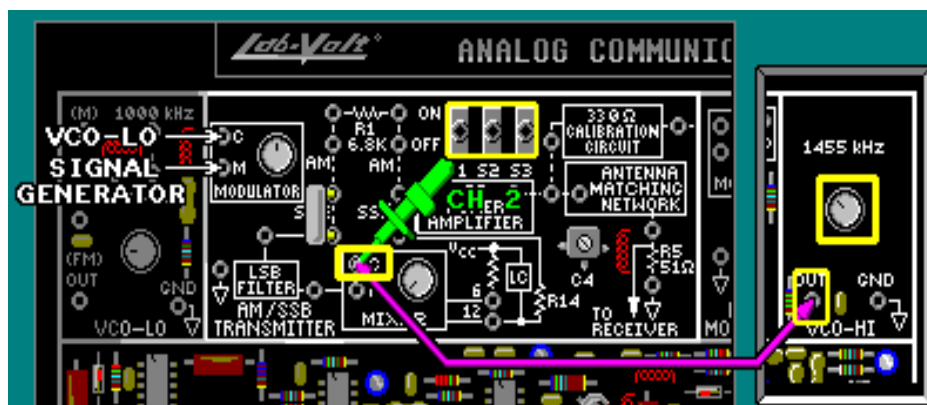 Lab-Volt®
ANALOG COMMUNIC
(M) 1000 kHz
VCO-LO
C
SIGNAL
M
GENERATOR
MODULATOR
R1
6.8K
AM
AM
ON
OFF
1 S2 S3
330Ω
CALIBRATION
CIRCUIT
ANTENNA
MATCHING
NETWORK
CH 2
AMPLIFIER
S
SS
(FM)
OUT
GND
VCO-LO
LSB
FILTER
AM/SSB
TRANSMITTER
Vcc
LC
6
12
R14
C4
R5
51Ω
TO
RECEIVER
M
MO
1455 kHz
OUT
GND
VCO-HI